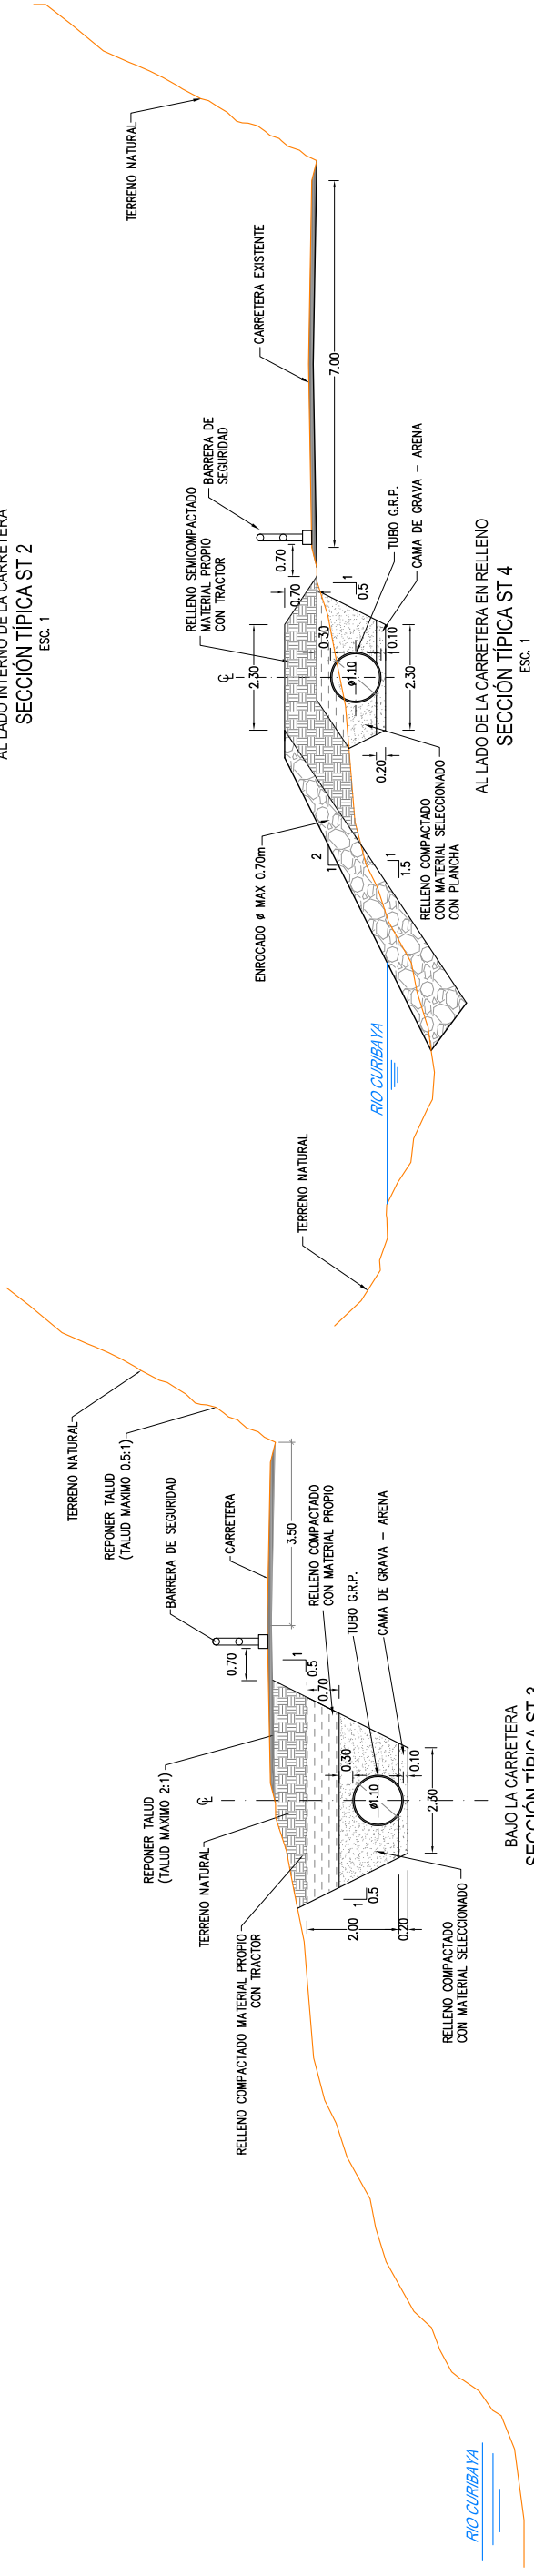 AL LADO INTERNO DE LA CARRETERA
SECCIÓN TÍPICA ST 2
ESC. 1
TERRENO NATURAL
REPONER TALUD
(TALUD MAXIMO 0.5:1)
BARRERA DE SEGURIDAD
CARRETERA
3.50
0.70
RELLENO COMPACTADO
CON MATERIAL PROPIO
TUBO G.R.P.
CAMA DE GRAVA - ARENA
REPONER TALUD
(TALUD MAXIMO 2:1)
TERRENO NATURAL
RELLENO COMPACTADO MATERIAL PROPIO
CON TRACTOR
1
0.5
0.70
0.30
ø1.10
0.10
2.30
1
0.5
2.00
0.20
RELLENO COMPACTADO
CON MATERIAL SELECCIONADO
RIO CURIBAYA
BAJO LA CARRETERA
SECCIÓN TÍPICA ST 3
TERRENO NATURAL
CARRETERA EXISTENTE
7.00
BARRERA DE
SEGURIDAD
RELLENO SEMICOMPACTADO
MATERIAL PROPIO
CON TRACTOR
0.70
0.70
1
0.5
2.30
0.30
ø1.10
0.10
2.30
0.20
TUBO G.R.P.
CAMA DE GRAVA - ARENA
ENROCADO ø MAX 0.70m
2
1
1
1.5
RELLENO COMPACTADO
CON MATERIAL SELECCIONADO
CON PLANCHA
RIO CURIBAYA
TERRENO NATURAL
AL LADO DE LA CARRETERA EN RELLENO
SECCIÓN TÍPICA ST 4
ESC. 1